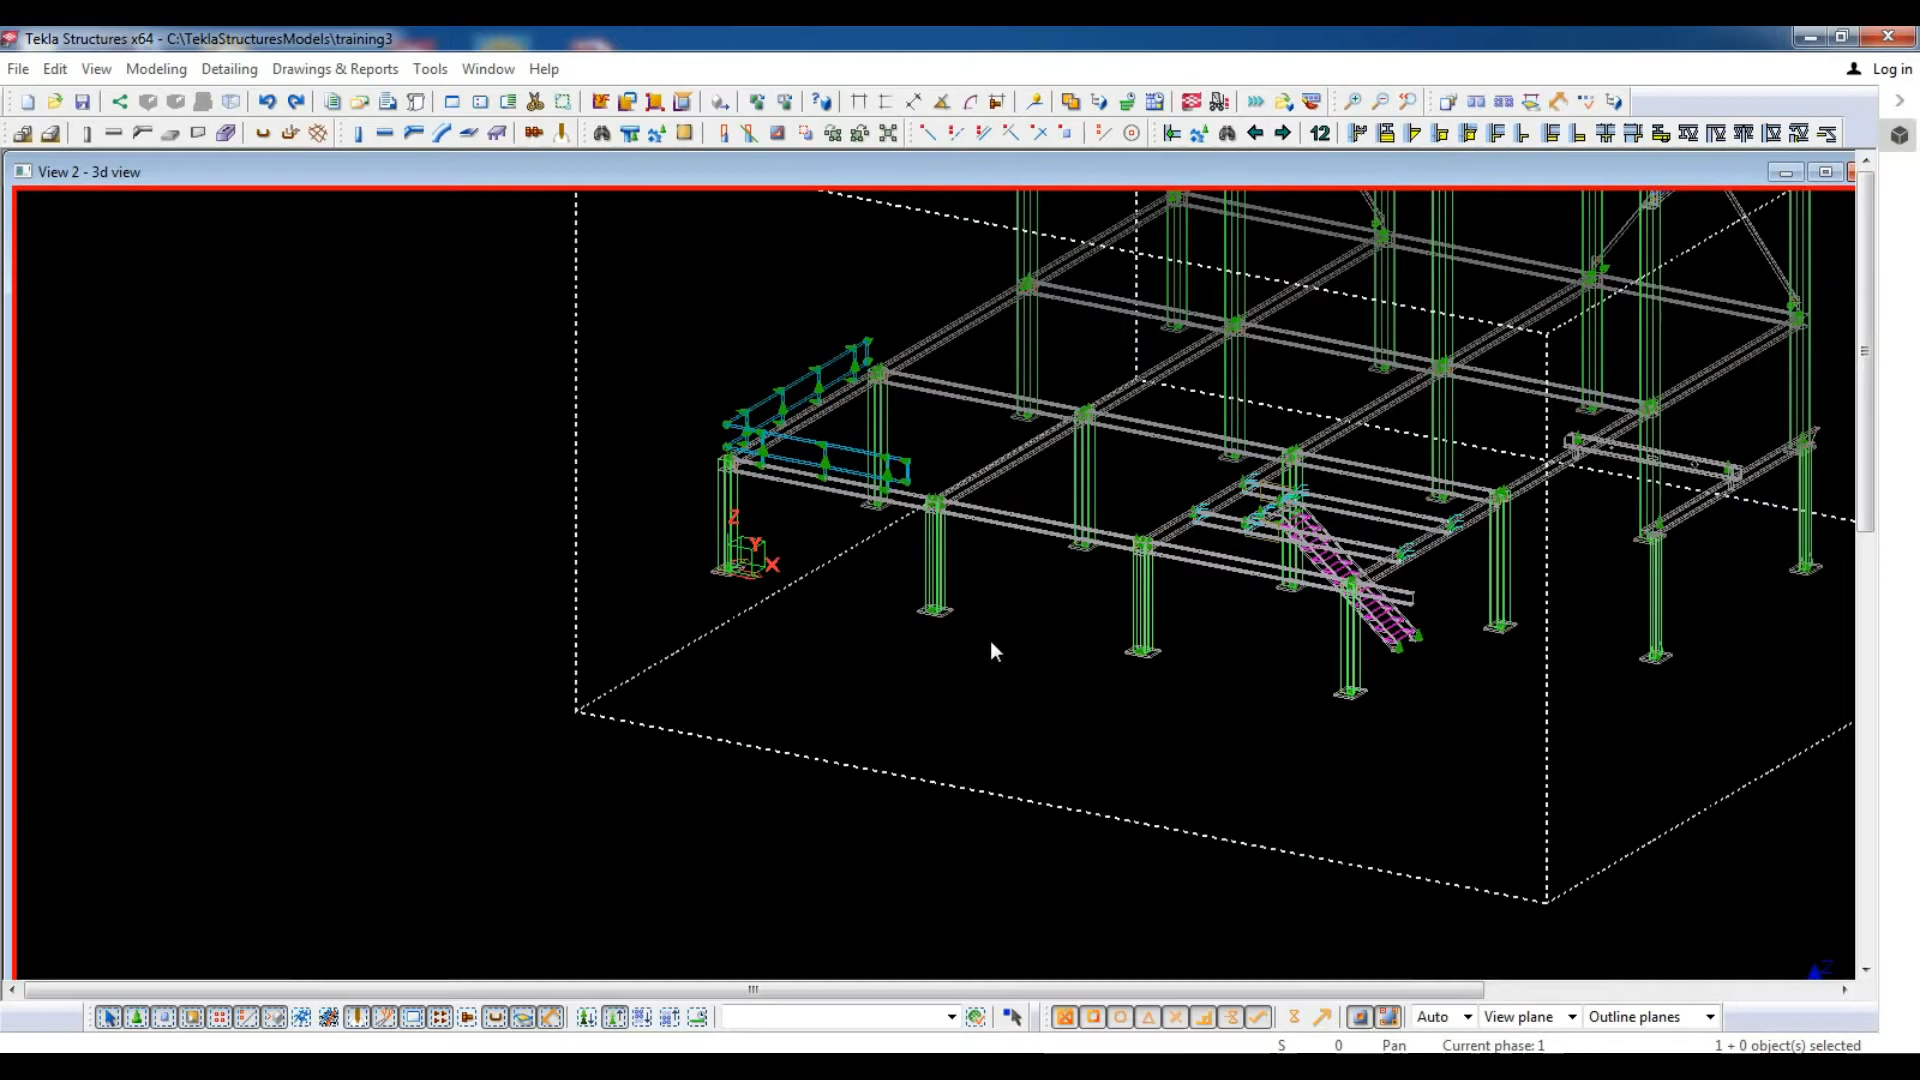 Tekla Structures x64 - C:\TeklaStructuresModels\training3
File Edit View Modeling Detailing Drawings & Reports Tools Window Help
Log in
12
View 2 - 3d view
Z
Y
X
Z
Auto View plane Outline planes
S 0 Pan Current phase: 1 1 + 0 object(s) selected